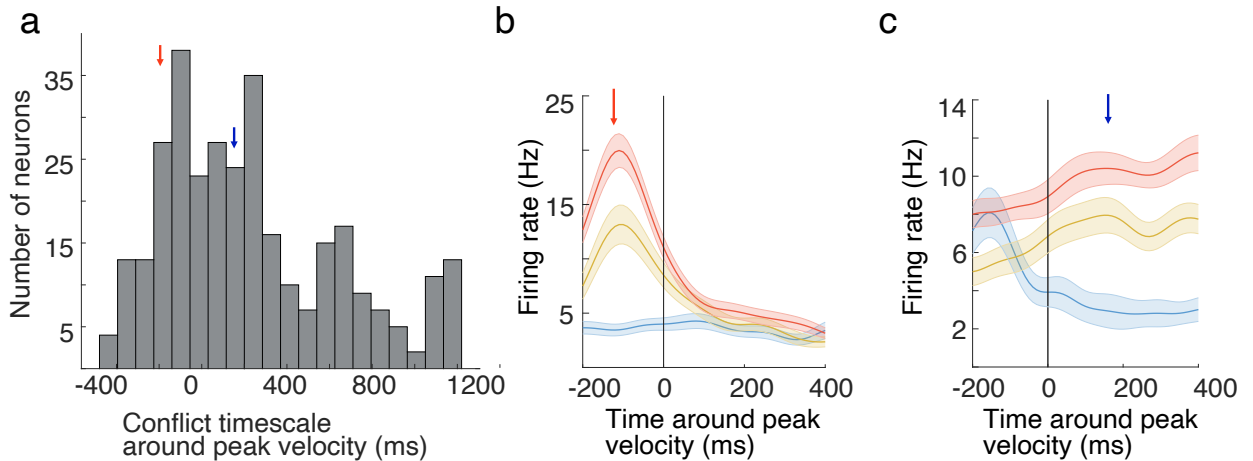 a
Number of neurons
35
25
15
5
-400
0
400
800
1200
Conflict timescale
around peak velocity (ms)
b
Firing rate (Hz)
25
15
5
-200
0
200
400
Time around peak
velocity (ms)
c
Firing rate (Hz)
14
10
6
2
-200
0
200
400
Time around peak
velocity (ms)